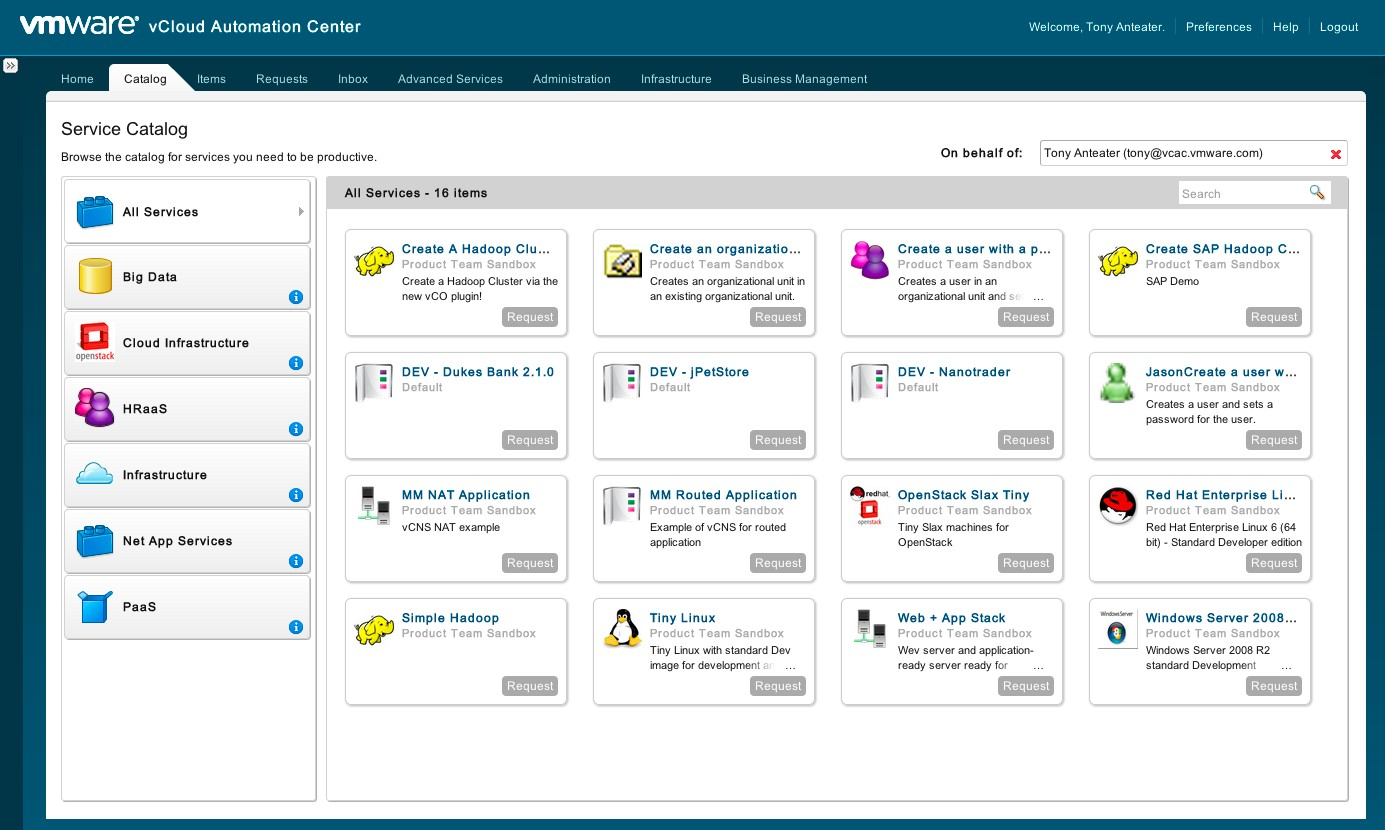 vmware® vCloud Automation Center
Welcome, Tony Anteater. Preferences Help Logout
Home Catalog Items Requests Inbox Advanced Services Administration Infrastructure Business Management
Service Catalog
Browse the catalog for services you need to be productive.
On behalf of: Tony Anteater (tony@vcac.vmware.com)
All Services
Big Data
openstack
Cloud Infrastructure
HRaaS
Infrastructure
Net App Services
PaaS
All Services - 16 items
Search
Create A Hadoop Clu...
Product Team Sandbox
Create a Hadoop Cluster via the
new vCO plugin!
Request
Create an organizatio...
Product Team Sandbox
Creates an organizational unit in
an existing organizational unit.
Request
Create a user with a p...
Product Team Sandbox
Creates a user in an
organizational unit and se ...
Request
Create SAP Hadoop C...
Product Team Sandbox
SAP Demo
Request
DEV - Dukes Bank 2.1.0
Default
Request
DEV - jPetStore
Default
Request
DEV - Nanotrader
Default
Request
JasonCreate a user w...
Product Team Sandbox
Creates a user and sets a
password for the user.
Request
MM NAT Application
Product Team Sandbox
vCNS NAT example
Request
MM Routed Application
Product Team Sandbox
Example of vCNS for routed
application
Request
redhat.
openstack
OpenStack Slax Tiny
Product Team Sandbox
Tiny Slax machines for
OpenStack
Request
Red Hat Enterprise Li...
Product Team Sandbox
Red Hat Enterprise Linux 6 (64
bit) - Standard Developer edition
Request
Simple Hadoop
Product Team Sandbox
Request
Tiny Linux
Product Team Sandbox
Tiny Linux with standard Dev
image for development an ...
Request
Web + App Stack
Product Team Sandbox
Wev server and application-
ready server ready for ...
Request
WindowsServer
Windows Server 2008...
Product Team Sandbox
Windows Server 2008 R2
standard Development ...
Request